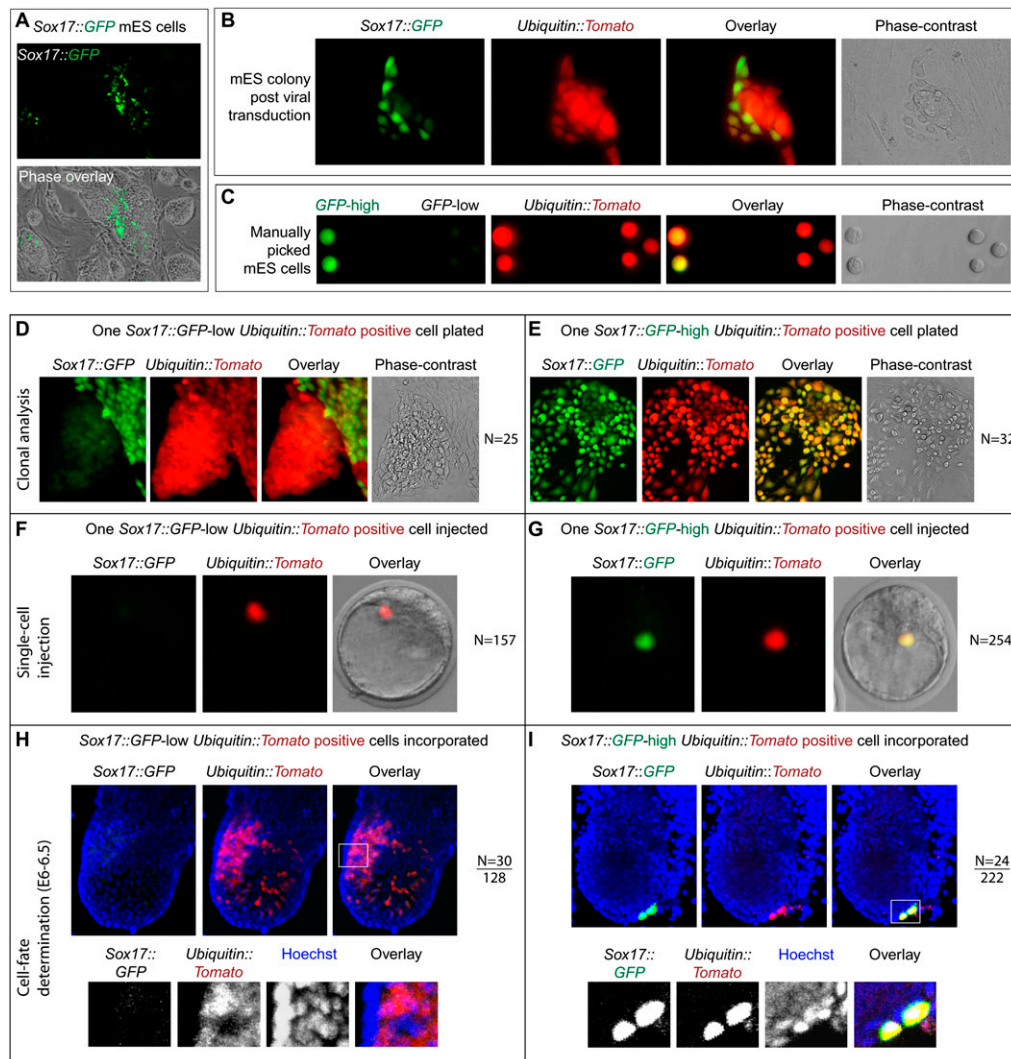 A
Sox17::GFP mES cells
Sox17::GFP
Phase overlay
B
Sox17::GFP
Ubiquitin::Tomato
Overlay
Phase-contrast
mES colony
post viral
transduction
C
GFP-high
GFP-low
Ubiquitin::Tomato
Overlay
Phase-contrast
Manually
picked
mES cells
D
One Sox17::GFP-low Ubiquitin::Tomato positive cell plated
Sox17::GFP
Ubiquitin::Tomato
Overlay
Phase-contrast
Clonal analysis
N=25
E
One Sox17::GFP-high Ubiquitin::Tomato positive cell plated
Sox17::GFP
Ubiquitin::Tomato
Overlay
Phase-contrast
N=32
F
One Sox17::GFP-low Ubiquitin::Tomato positive cell injected
Sox17::GFP
Ubiquitin::Tomato
Overlay
Single-cell
injection
N=157
G
One Sox17::GFP-high Ubiquitin::Tomato positive cell injected
Sox17::GFP
Ubiquitin::Tomato
Overlay
N=254
H
Sox17::GFP-low Ubiquitin::Tomato positive cells incorporated
Sox17::GFP
Ubiquitin::Tomato
Overlay
Cell-fate
determination (E6-6.5)
N=30
128
Sox17::
GFP
Ubiquitin::
Tomato
Hoechst
Overlay
I
Sox17::GFP-high Ubiquitin::Tomato positive cell incorporated
Sox17::GFP
Ubiquitin::Tomato
Overlay
N=24
222
Sox17::
GFP
Ubiquitin::
Tomato
Hoechst
Overlay